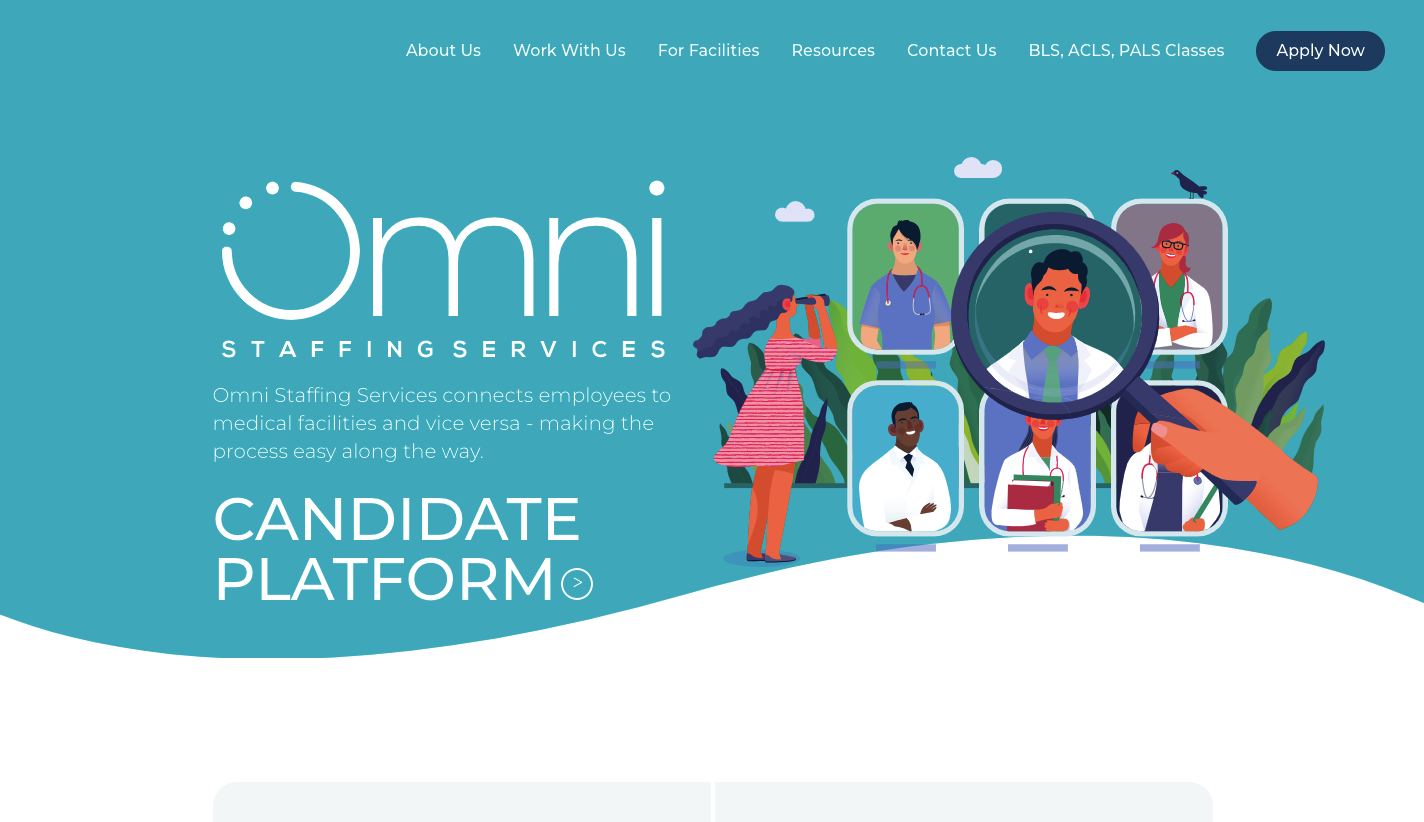 About Us Work With Us For Facilities Resources Contact Us BLS, ACLS, PALS Classes Apply Now
Omni
STAFFING SERVICES
Omni Staffing Services connects employees to
medical facilities and vice versa - making the
process easy along the way.
CANDIDATE
PLATFORM >